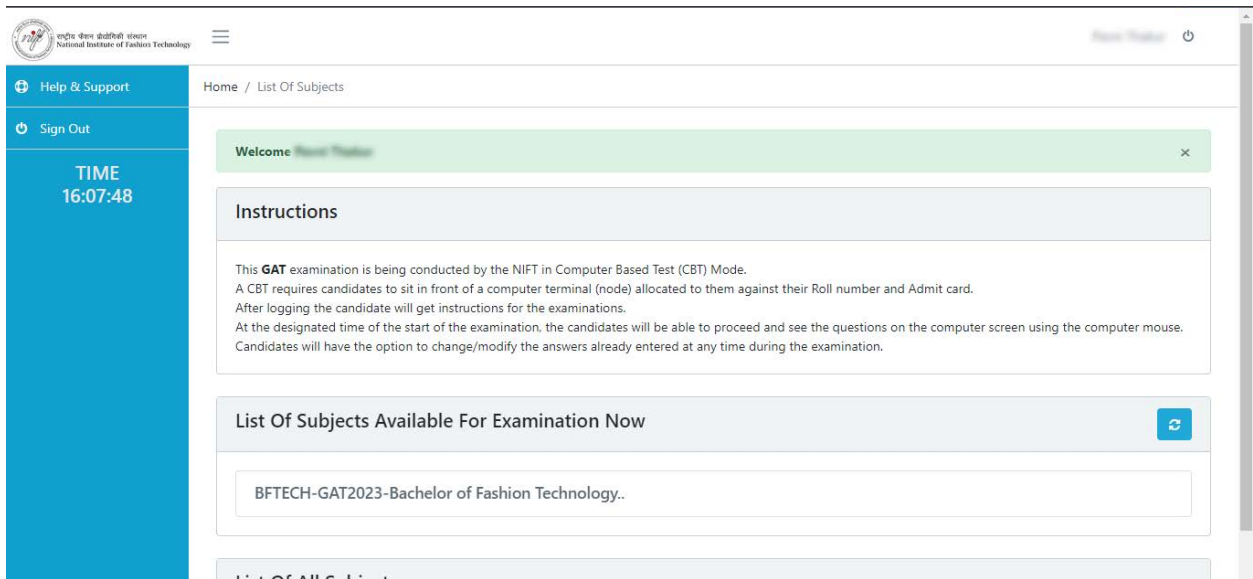 nift
राष्ट्रीय फैशन प्रौद्योगिकी संस्थान
National Institute of Fashion Technology
Help & Support
Sign Out
TIME
16:07:48
Home / List Of Subjects
Welcome
×
Instructions
This GAT examination is being conducted by the NIFT in Computer Based Test (CBT) Mode.
A CBT requires candidates to sit in front of a computer terminal (node) allocated to them against their Roll number and Admit card.
After logging the candidate will get instructions for the examinations.
At the designated time of the start of the examination, the candidates will be able to proceed and see the questions on the computer screen using the computer mouse.
Candidates will have the option to change/modify the answers already entered at any time during the examination.
List Of Subjects Available For Examination Now
BFTECH-GAT2023-Bachelor of Fashion Technology..